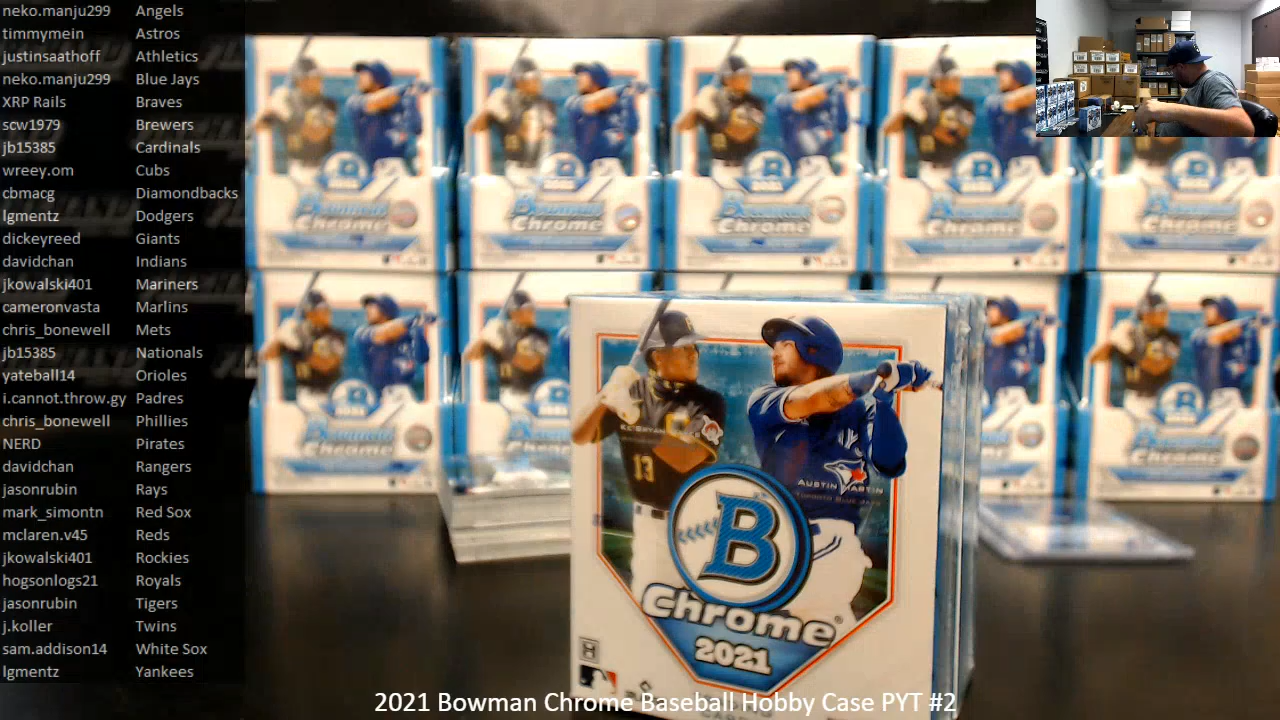 neko.manju299 Angels
timmymein Astros
justinsaathoff Athletics
neko.manju299 Blue Jays
XRP Rails Braves
scw1979 Brewers
jb15385 Cardinals
wreey.om Cubs
cbmacg Diamondbacks
lgmentz Dodgers
dickeyreed Giants
davidchan Indians
jkowalski401 Mariners
cameronvasta Marlins
chris_bonewell Mets
jb15385 Nationals
yateball14 Orioles
i.cannot.throw.gy Padres
chris_bonewell Phillies
NERD Pirates
davidchan Rangers
jasonrubin Rays
mark_simontn Red Sox
mclaren.v45 Reds
jkowalski401 Rockies
hogsonlogs21 Royals
jasonrubin Tigers
j.koller Twins
sam.addison14 White Sox
lgmentz Yankees
13
AUSTIN MARTIN
TORONTO BLUE JAYS
B
Chrome
2021
H
2021 Bowman Chrome Baseball Hobby Case PYT #2